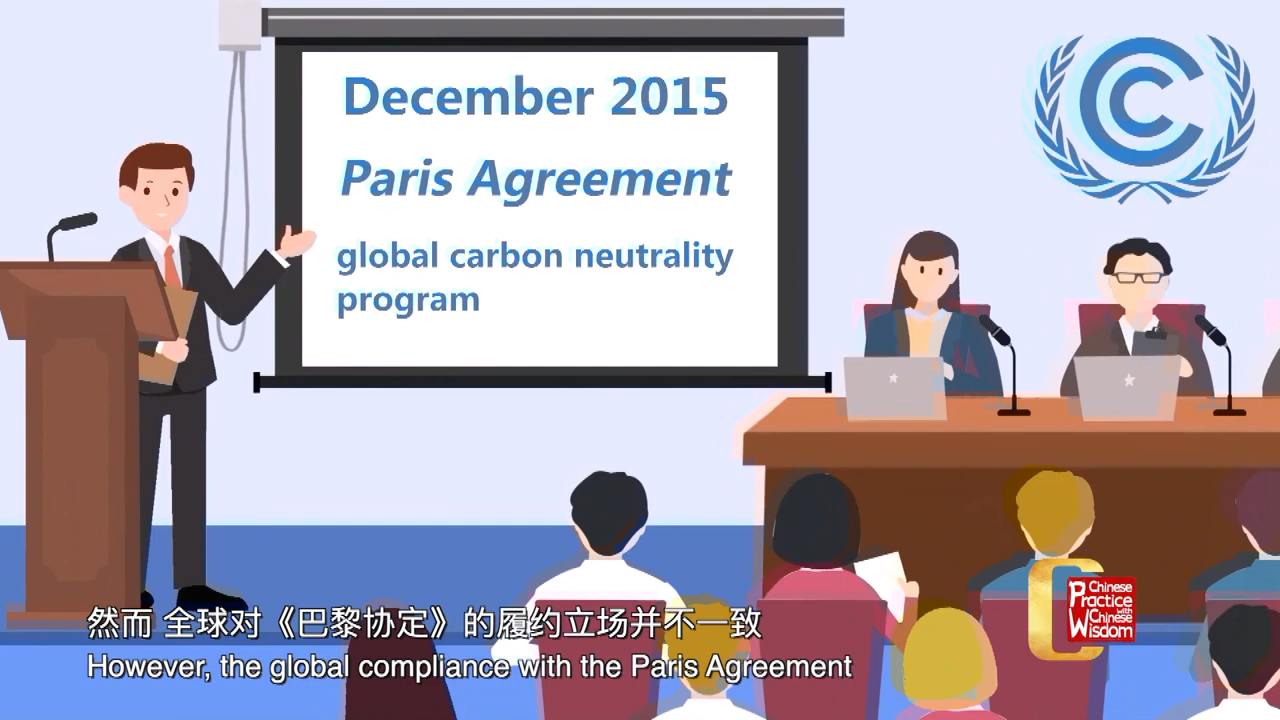 December 2015
Paris Agreement
global carbon neutrality
program
然而 全球对《巴黎协定》的履约立场并不一致
However, the global compliance with the Paris Agreement
Chinese
Practice
with
Chinese
Wisdom